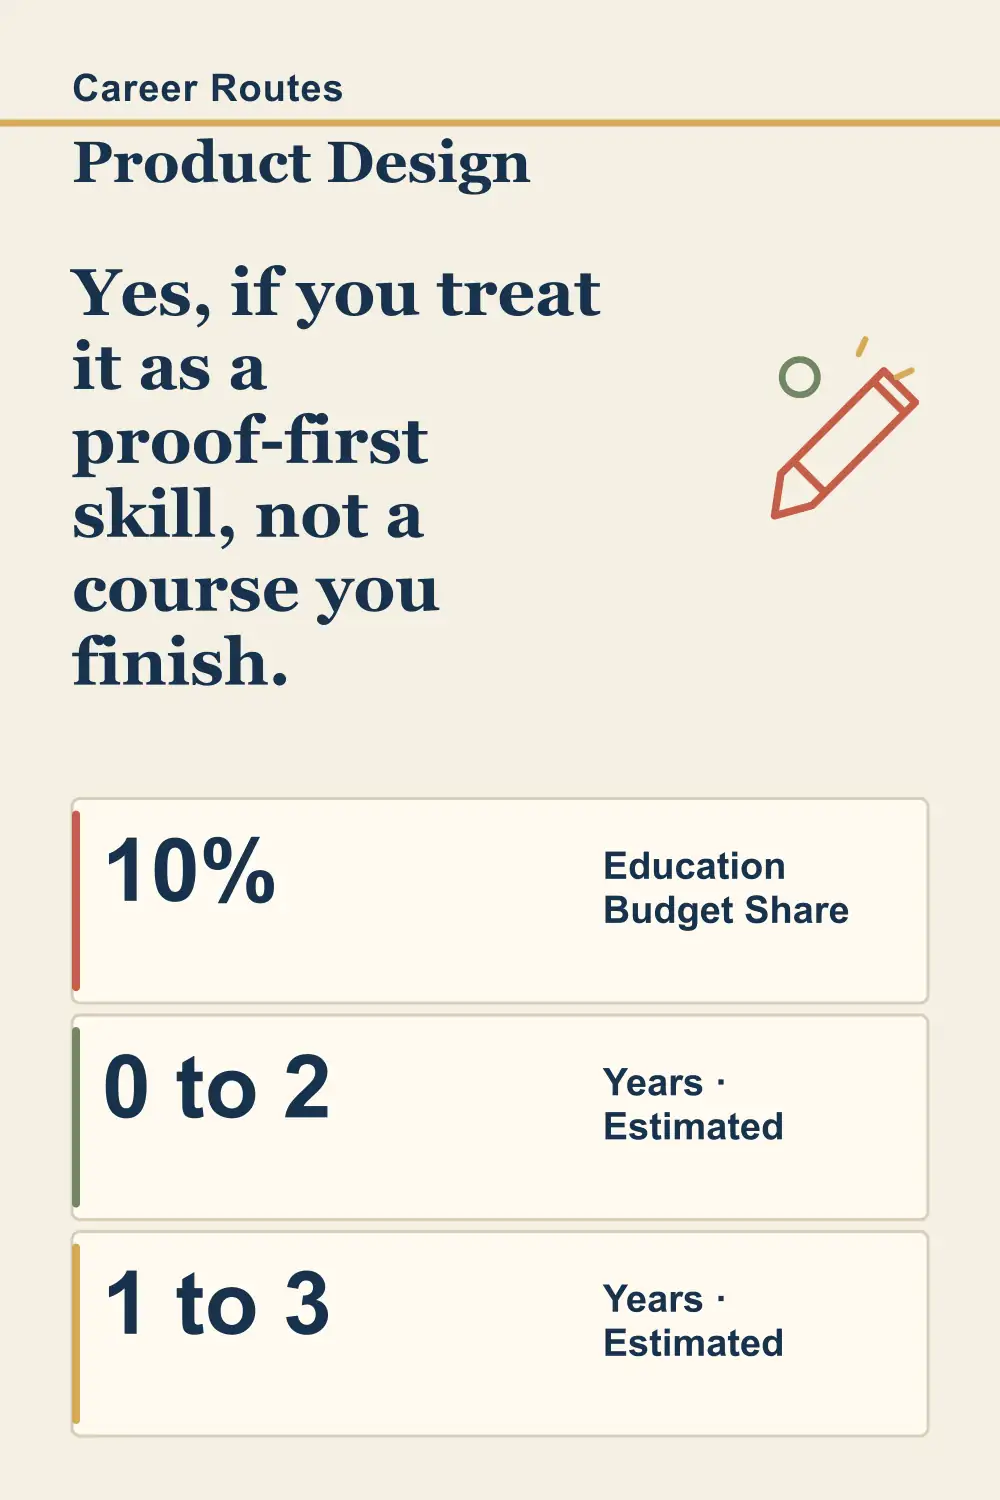 Career Routes
Product Design
Yes, if you treat
it as a
proof-first
skill, not a
course you
finish.
10%
Education
Budget Share
0 to 2
Years ·
Estimated
1 to 3
Years ·
Estimated